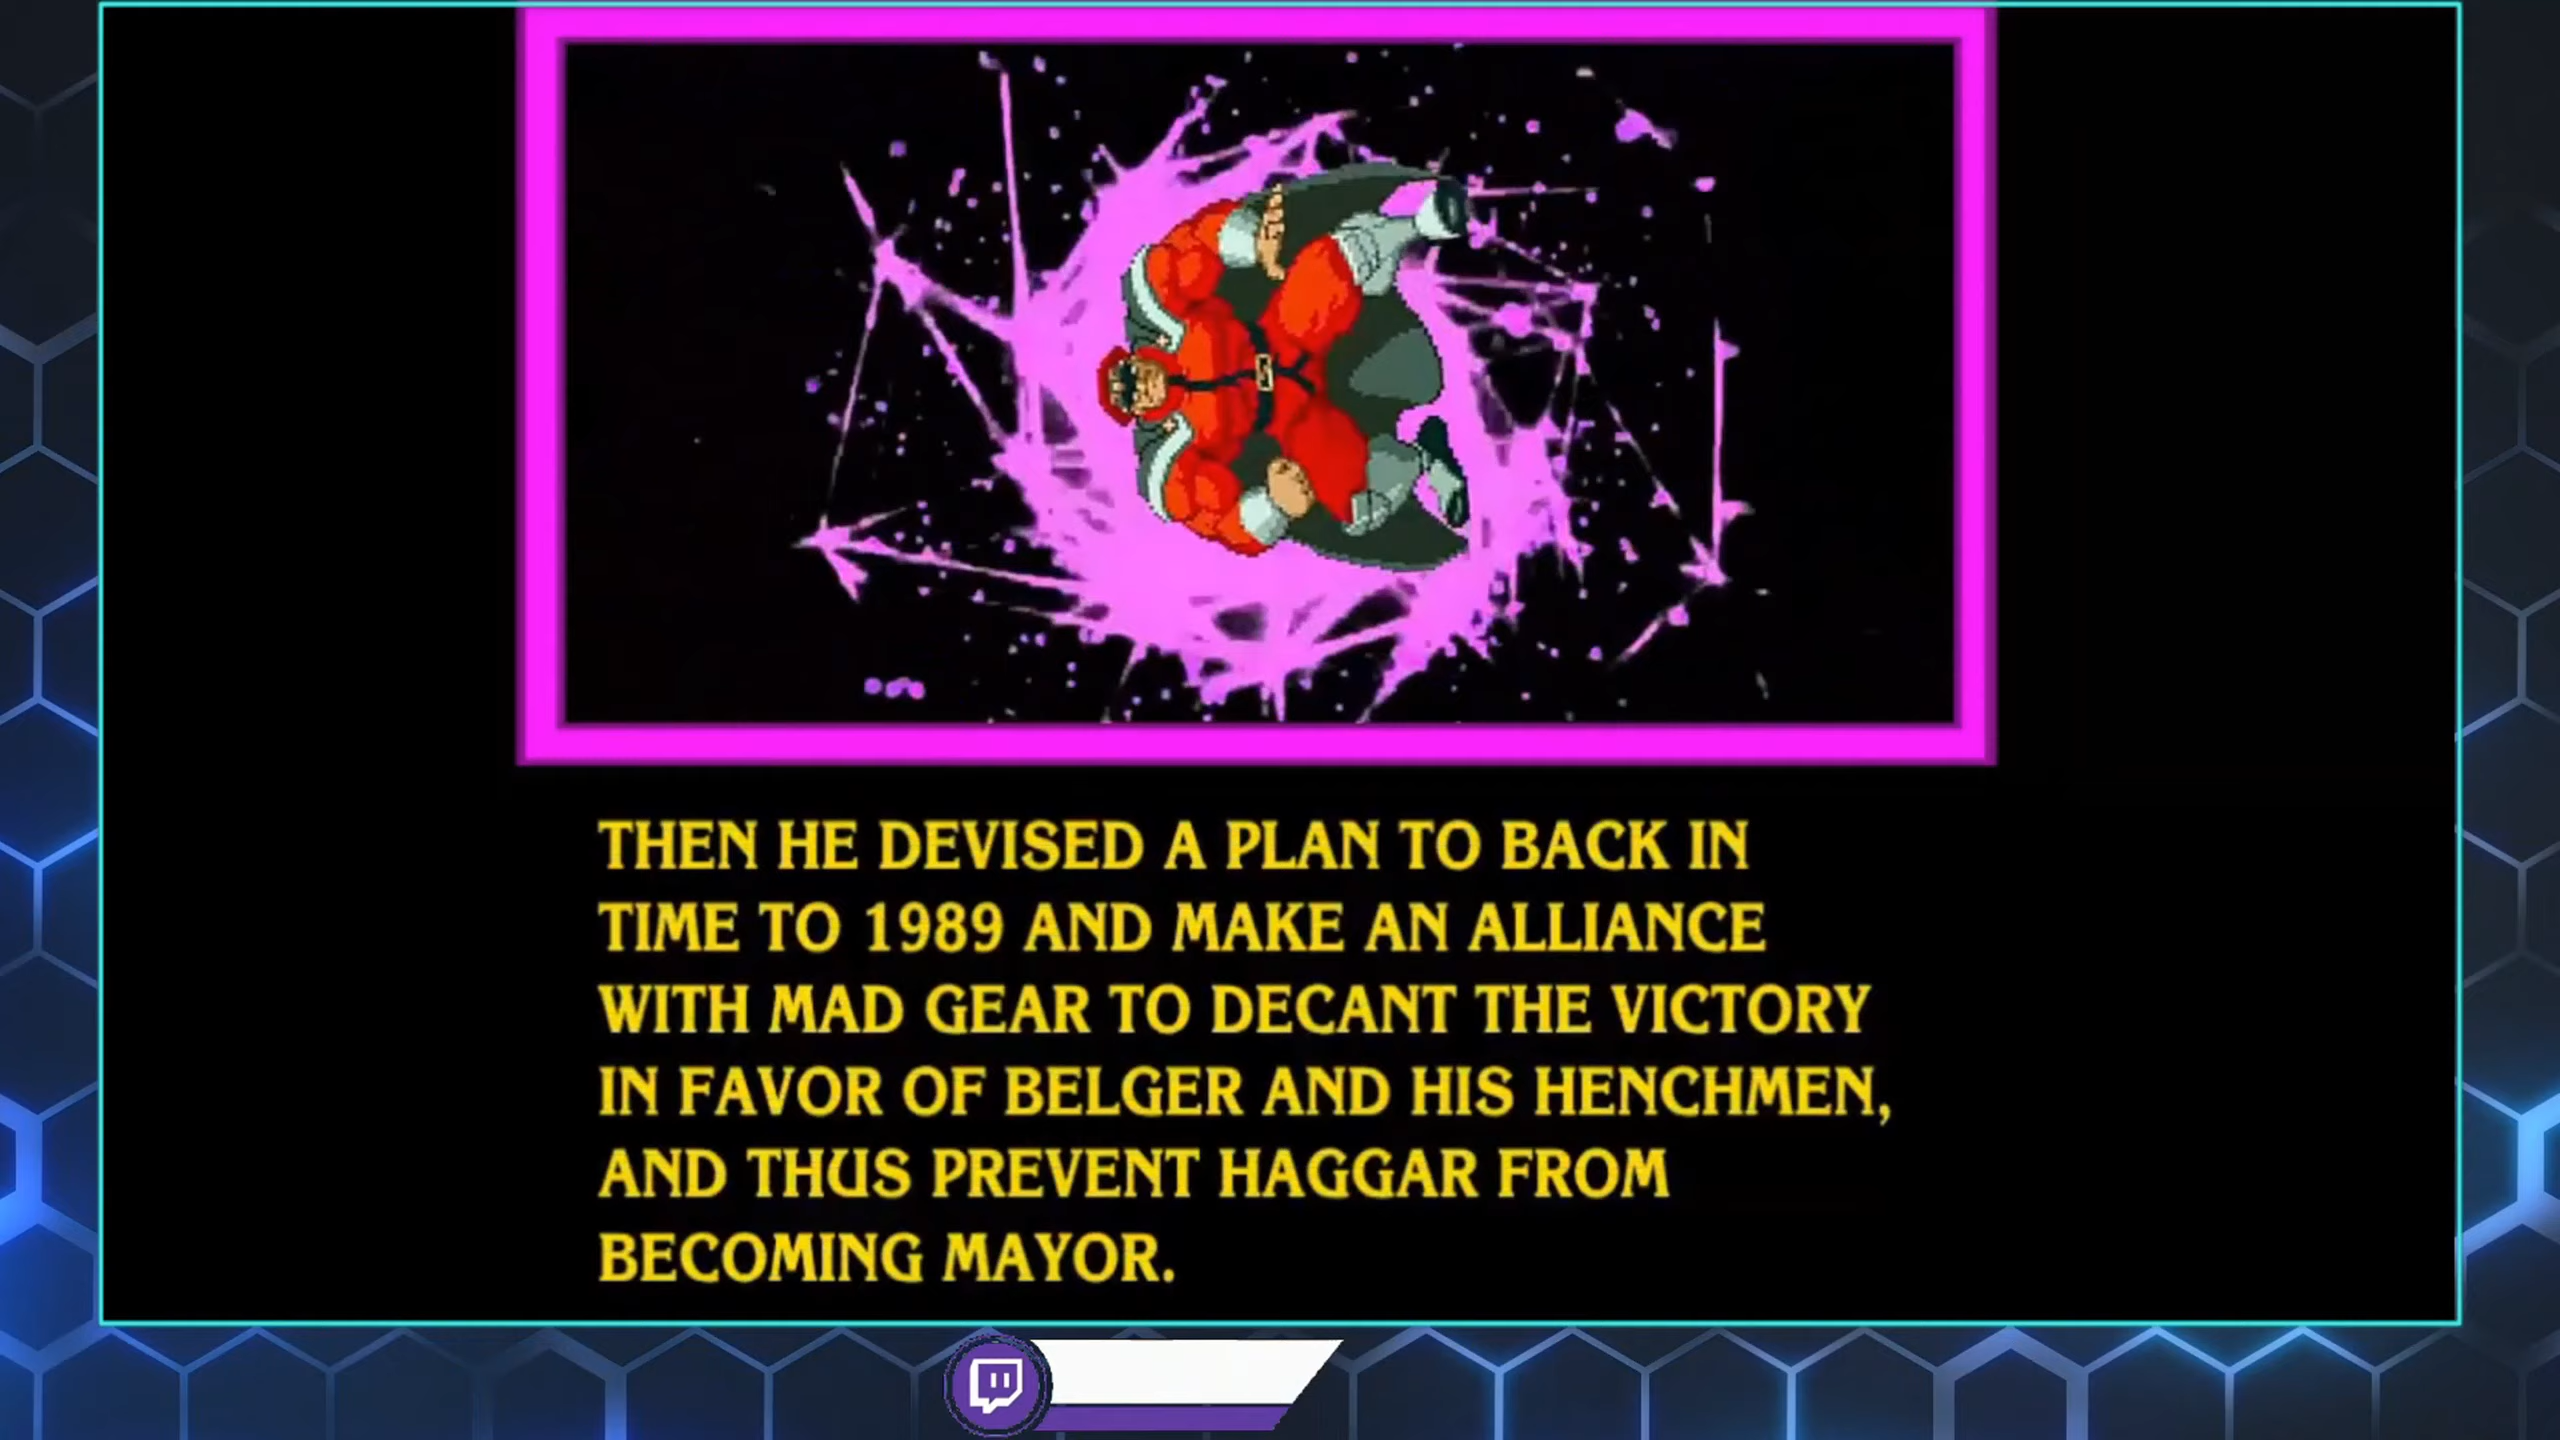 THEN HE DEVISED A PLAN TO BACK IN
TIME TO 1989 AND MAKE AN ALLIANCE
WITH MAD GEAR TO DECANT THE VICTORY
IN FAVOR OF BELGER AND HIS HENCHMEN,
AND THUS PREVENT HAGGAR FROM
BECOMING MAYOR.